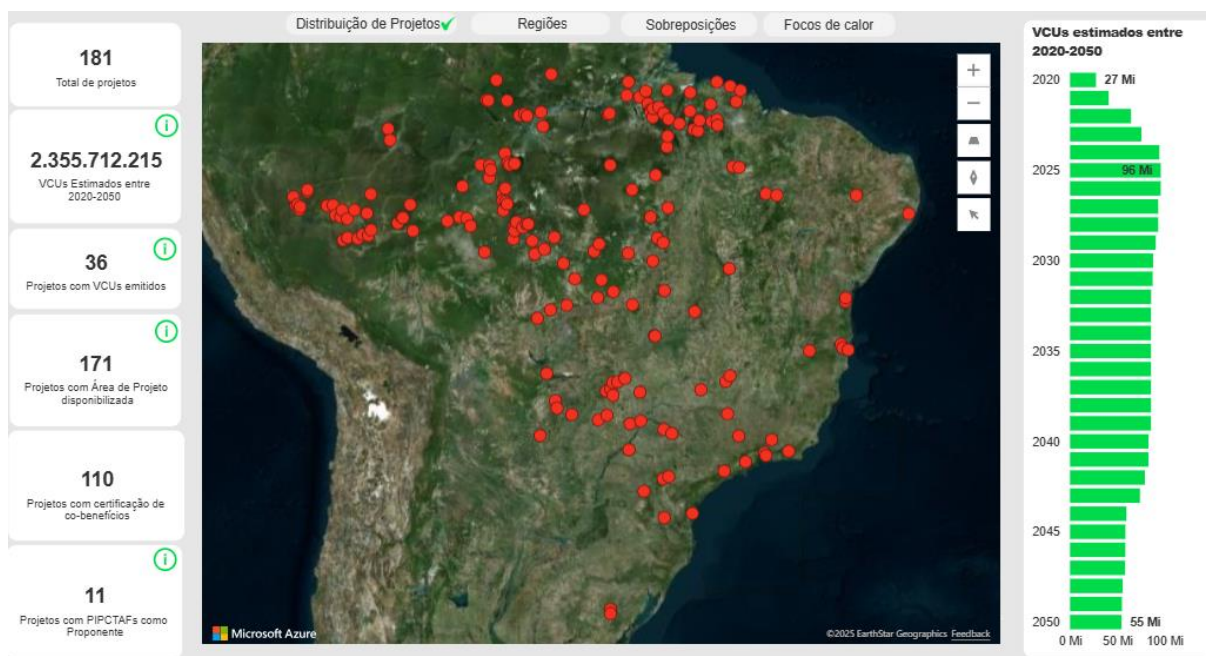 Distribuição de Projetos
Regiões
Sobreposições
Focos de calor
181
Total de projetos
2.355.712.215
VCUs Estimados entre
2020-2050
36
Projetos com VCUs emitidos
171
Projetos com Área de Projeto
disponibilizada
110
Projetos com certificação de
co-benefícios
11
Projetos com PIPCTAFs como
Proponente
Microsoft Azure
©2025 EarthStar Geographics Feedback
VCUs estimados entre
2020-2050
2020
27 Mi
2025
96 Mi
2030
2035
2040
2045
2050
55 Mi
0 Mi
50 Mi
100 Mi